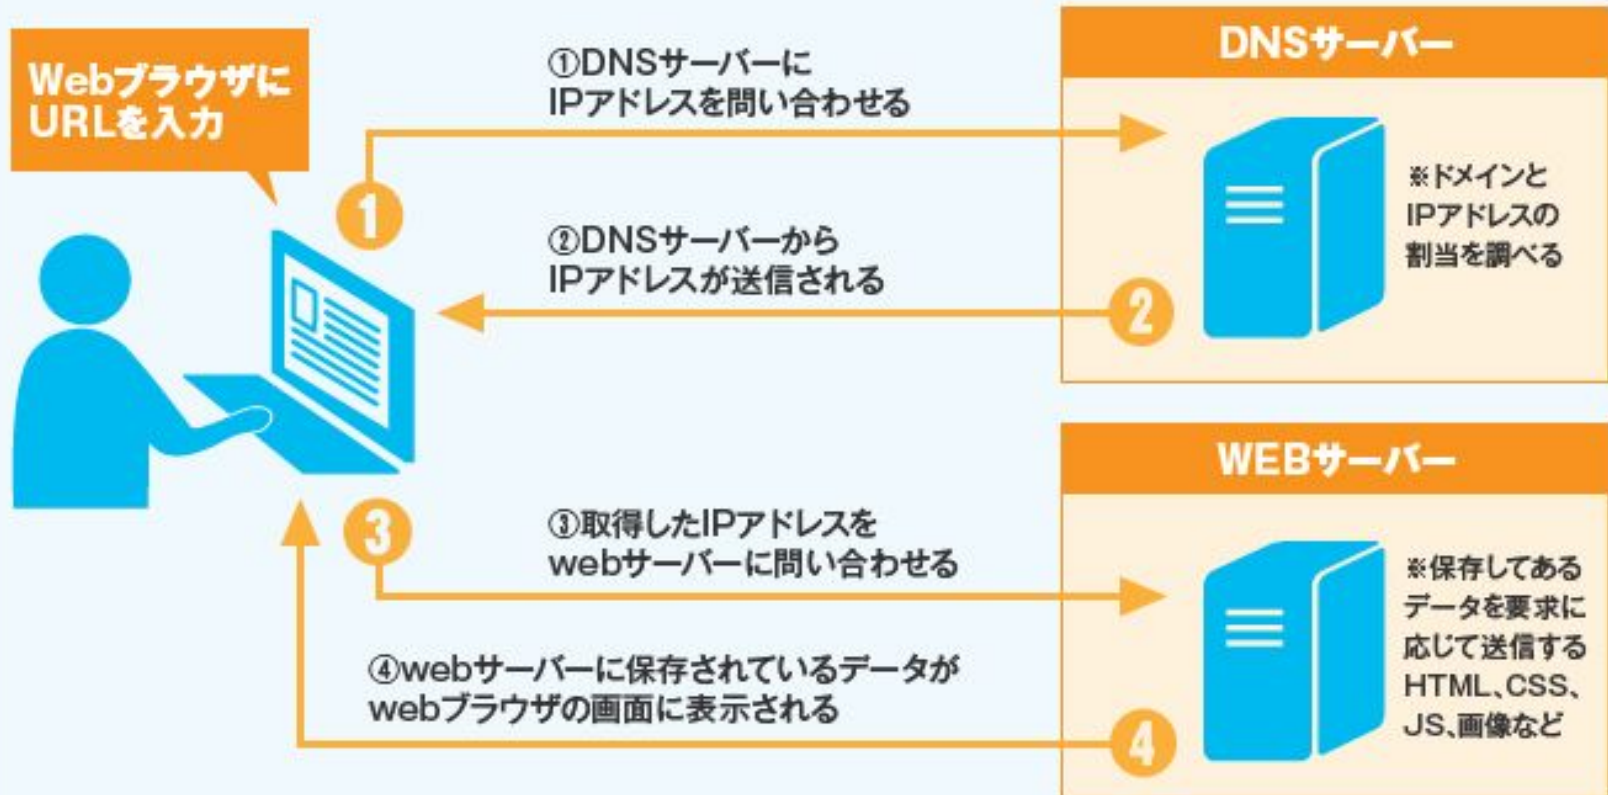 Webブラウザに
URLを入力
1
①DNSサーバーに
IPアドレスを問い合わせる
DNSサーバー
※ドメインと
IPアドレスの
割当を調べる
②DNSサーバーから
IPアドレスが送信される
2
3
③取得したIPアドレスを
webサーバーに問い合わせる
WEBサーバー
※保存してある
データを要求に
応じて送信する
HTML、CSS、
JS、画像など
④webサーバーに保存されているデータが
webブラウザの画面に表示される
4